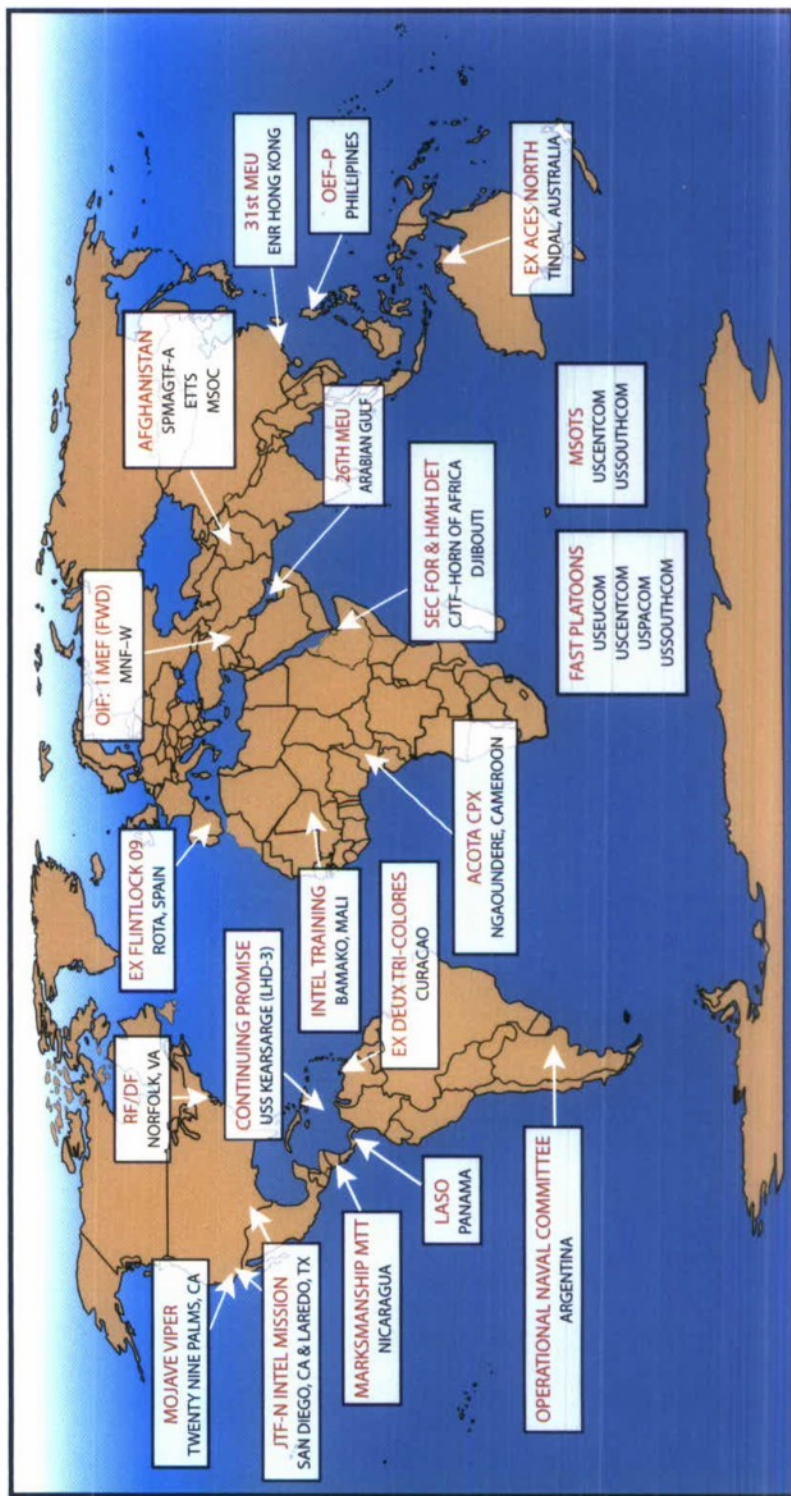 MOJAVE VIPER
TWENTY NINE PALMS, CA
JTF-N INTEL MISSION
SAN DIEGO, CA & LAREDO, TX
MARKSMANSHIP MTT
NICARAGUA
LASO
PANAMA
OPERATIONAL NAVAL COMMITTEE
ARGENTINA
RF/DF
NORFOLK, VA
CONTINUING PROMISE
USS KEARSARGE (LHD-3)
EX DEUX TRI-COLORES
CURACAO
EX FLINTLOCK 09
ROTA, SPAIN
INTEL TRAINING
BAMAKO, MALI
ACOTA CPX
NGAOUNDERE, CAMEROON
OIF: 1 MEF (FWD)
MNF-W
AFGHANISTAN
SPMAGTF-A
ETTS
MSOC
26TH MEU
ARABIAN GULF
SEC FOR & HMH DET
CJTF-HORN OF AFRICA
DJIBOUTI
31st MEU
ENR HONG KONG
OEF-P
PHILLIPINES
EX ACES NORTH
TINDAL, AUSTRALIA
FAST PLATOONS
USEUCOM
USCENTCOM
USPACOM
USSOUTHCOM
MSOTS
USCENTCOM
USSOUTHCOM